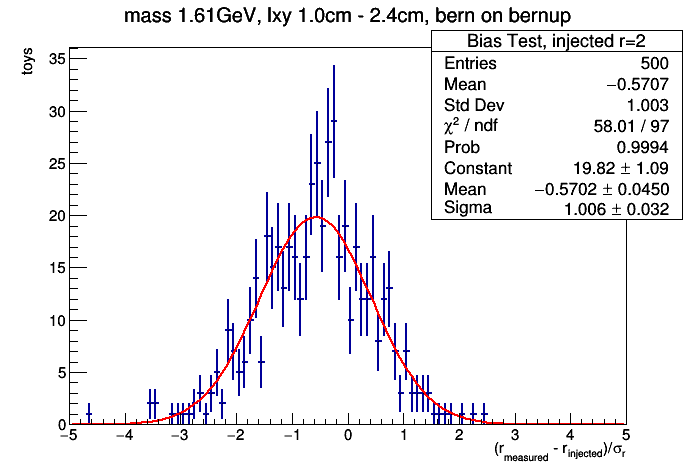 mass 1.61GeV, lxy 1.0cm - 2.4cm, bern on bernup
toys
Bias Test, injected r=2
Entries 500
Mean −0.5707
Std Dev 1.003
χ² / ndf 58.01 / 97
Prob 0.9994
Constant 19.82 ± 1.09
Mean −0.5702 ± 0.0450
Sigma 1.006 ± 0.032
35
30
25
20
15
10
5
0
−5 −4 −3 −2 −1 0 1 2 3 4 5
(r_measured - r_injected)/σ_r